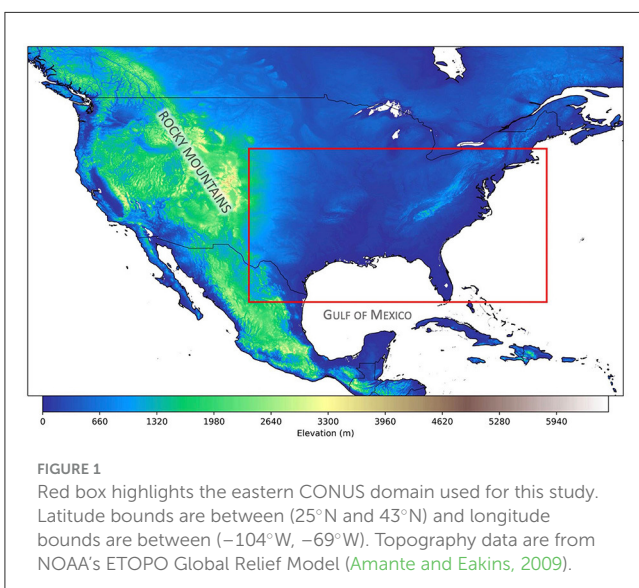 ROCKY MOUNTAINS
GULF OF MEXICO
0 660 1320 1980 2640 3300 3960 4620 5280 5940
Elevation (m)
FIGURE 1
Red box highlights the eastern CONUS domain used for this study.
Latitude bounds are between (25°N and 43°N) and longitude
bounds are between (−104°W, −69°W). Topography data are from
NOAA's ETOPO Global Relief Model (Amante and Eakins, 2009).